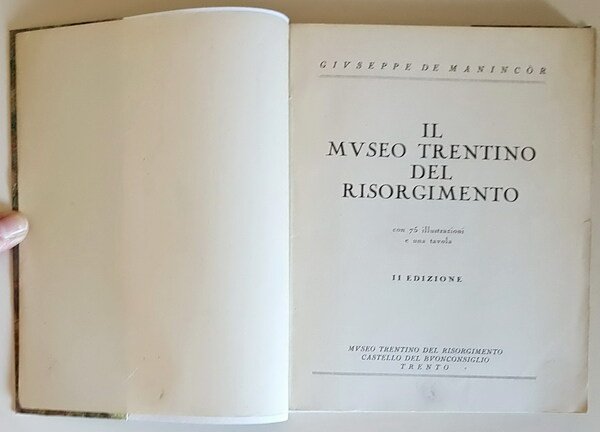 GIVSEPPE DE MANINCÒR
IL
MVSEO TRENTINO
DEL
RISORGIMENTO
con 76 illustrazioni
e una tavola
II EDIZIONE
MVSEO TRENTINO DEL RISORGIMENTO
CASTELLO DEL BVONCONSIGLIO
TRENTO